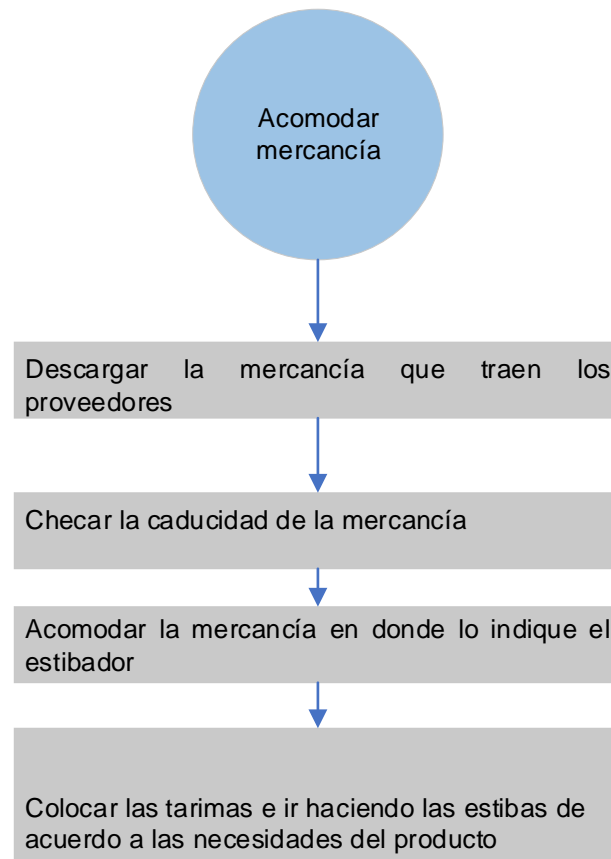 Acomodar
mercancía
Descargar la mercancía que traen los
proveedores
Checar la caducidad de la mercancía
Acomodar la mercancía en donde lo indique el
estibador
Colocar las tarimas e ir haciendo las estibas de
acuerdo a las necesidades del producto